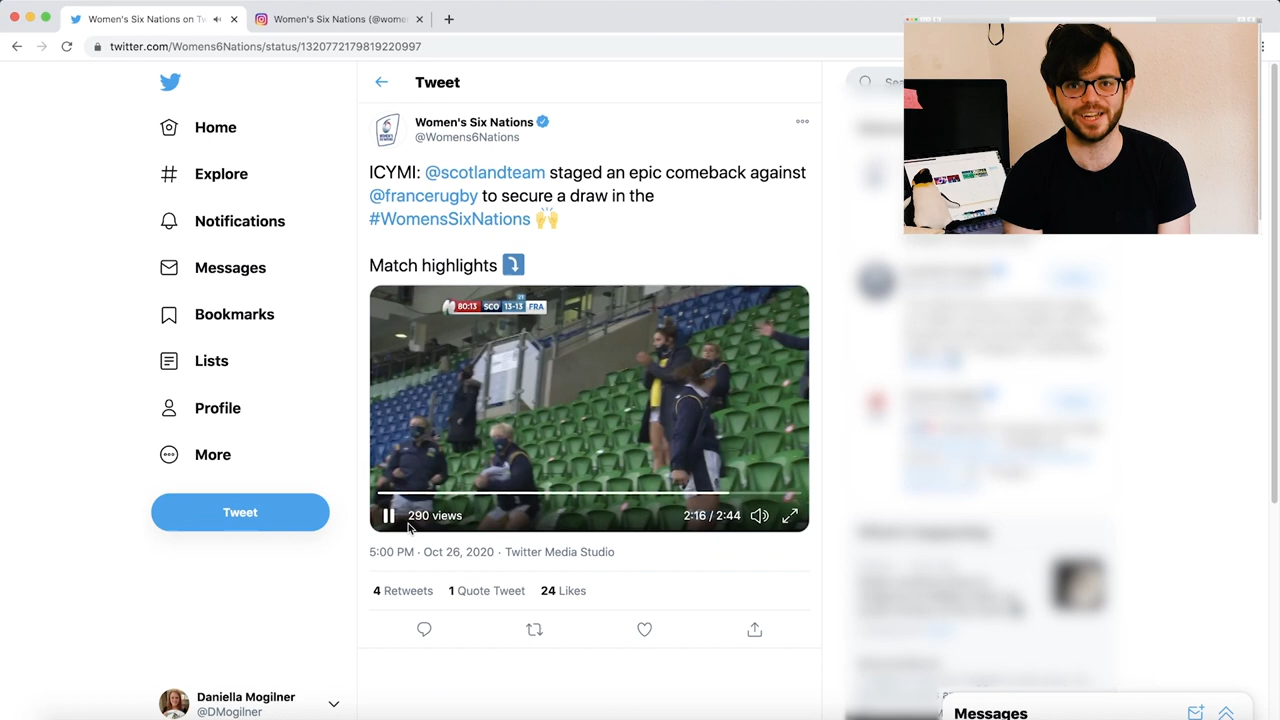 Women's Six Nations on Tw
Women's Six Nations (@wome
twitter.com/Womens6Nations/status/1320772179819220997
Home
Explore
Notifications
Messages
Bookmarks
Lists
Profile
More
Tweet
Daniella Mogilner
@DMogilner
Tweet
Women's Six Nations
@Womens6Nations
ICYMI: @scotlandteam staged an epic comeback against
@francerugby to secure a draw in the
#WomensSixNations 🙌
Match highlights ⤵️
80:13 SCO 13-13 FRA
290 views
2:16 / 2:44
5:00 PM · Oct 26, 2020 · Twitter Media Studio
4 Retweets 1 Quote Tweet 24 Likes
Messages